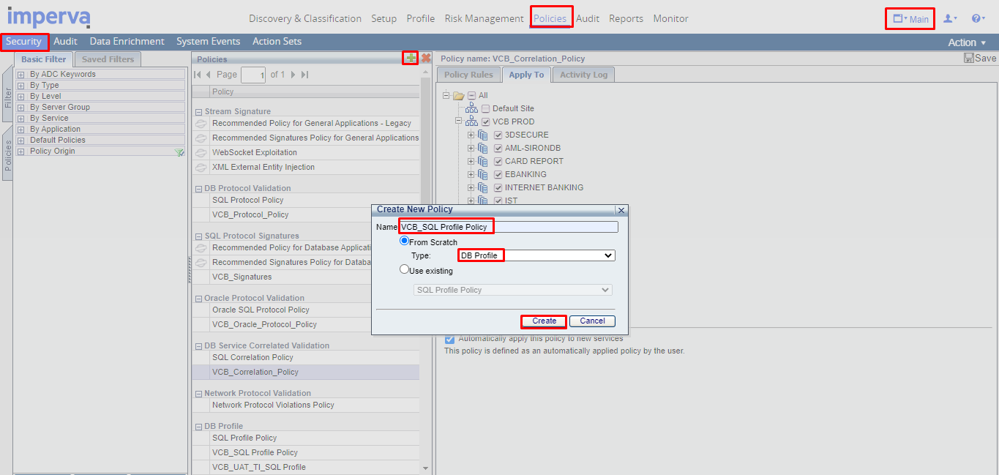 imperva
Discovery & Classification Setup Profile Risk Management Policies Audit Reports Monitor
Main
Security Audit Data Enrichment System Events Action Sets
Action
Basic Filter Saved Filters
Filter
Policies
By ADC Keywords
By Type
By Level
By Server Group
By Service
By Application
Default Policies
Policy Origin
Policies
Page 1 of 1
Policy
Stream Signature
Recommended Policy for General Applications - Legacy
Recommended Signatures Policy for General Applications
WebSocket Exploitation
XML External Entity Injection
DB Protocol Validation
SQL Protocol Policy
VCB_Protocol_Policy
SQL Protocol Signatures
Recommended Policy for Database Applicati
Recommended Signatures Policy for Databa
VCB_Signatures
Oracle Protocol Validation
Oracle SQL Protocol Policy
VCB_Oracle_Protocol_Policy
DB Service Correlated Validation
SQL Correlation Policy
VCB_Correlation_Policy
Network Protocol Validation
Network Protocol Violations Policy
DB Profile
SQL Profile Policy
VCB_SQL Profile Policy
VCB_UAT_TI_SQL Profile
Policy name: VCB_Correlation_Policy
Save
Policy Rules Apply To Activity Log
All
Default Site
VCB PROD
3DSECURE
AML-SIRONDB
CARD REPORT
EBANKING
INTERNET BANKING
IST
Create New Policy
Name VCB_SQL Profile Policy
From Scratch
Type: DB Profile
Use existing
SQL Profile Policy
Create Cancel
Automatically apply this policy to new services
This policy is defined as an automatically applied policy by the user.